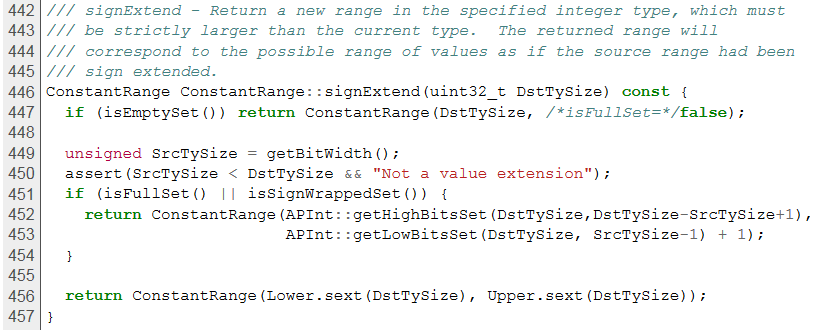 442 /// signExtend - Return a new range in the specified integer type, which must
443 /// be strictly larger than the current type.  The returned range will
444 /// correspond to the possible range of values as if the source range had been
445 /// sign extended.
446 ConstantRange ConstantRange::signExtend(uint32_t DstTySize) const {
447   if (isEmptySet()) return ConstantRange(DstTySize, /*isFullSet=*/false);
448
449   unsigned SrcTySize = getBitWidth();
450   assert(SrcTySize < DstTySize && "Not a value extension");
451   if (isFullSet() || isSignWrappedSet()) {
452     return ConstantRange(APInt::getHighBitsSet(DstTySize,DstTySize-SrcTySize+1),
453                          APInt::getLowBitsSet(DstTySize, SrcTySize-1) + 1);
454   }
455
456   return ConstantRange(Lower.sext(DstTySize), Upper.sext(DstTySize));
457 }